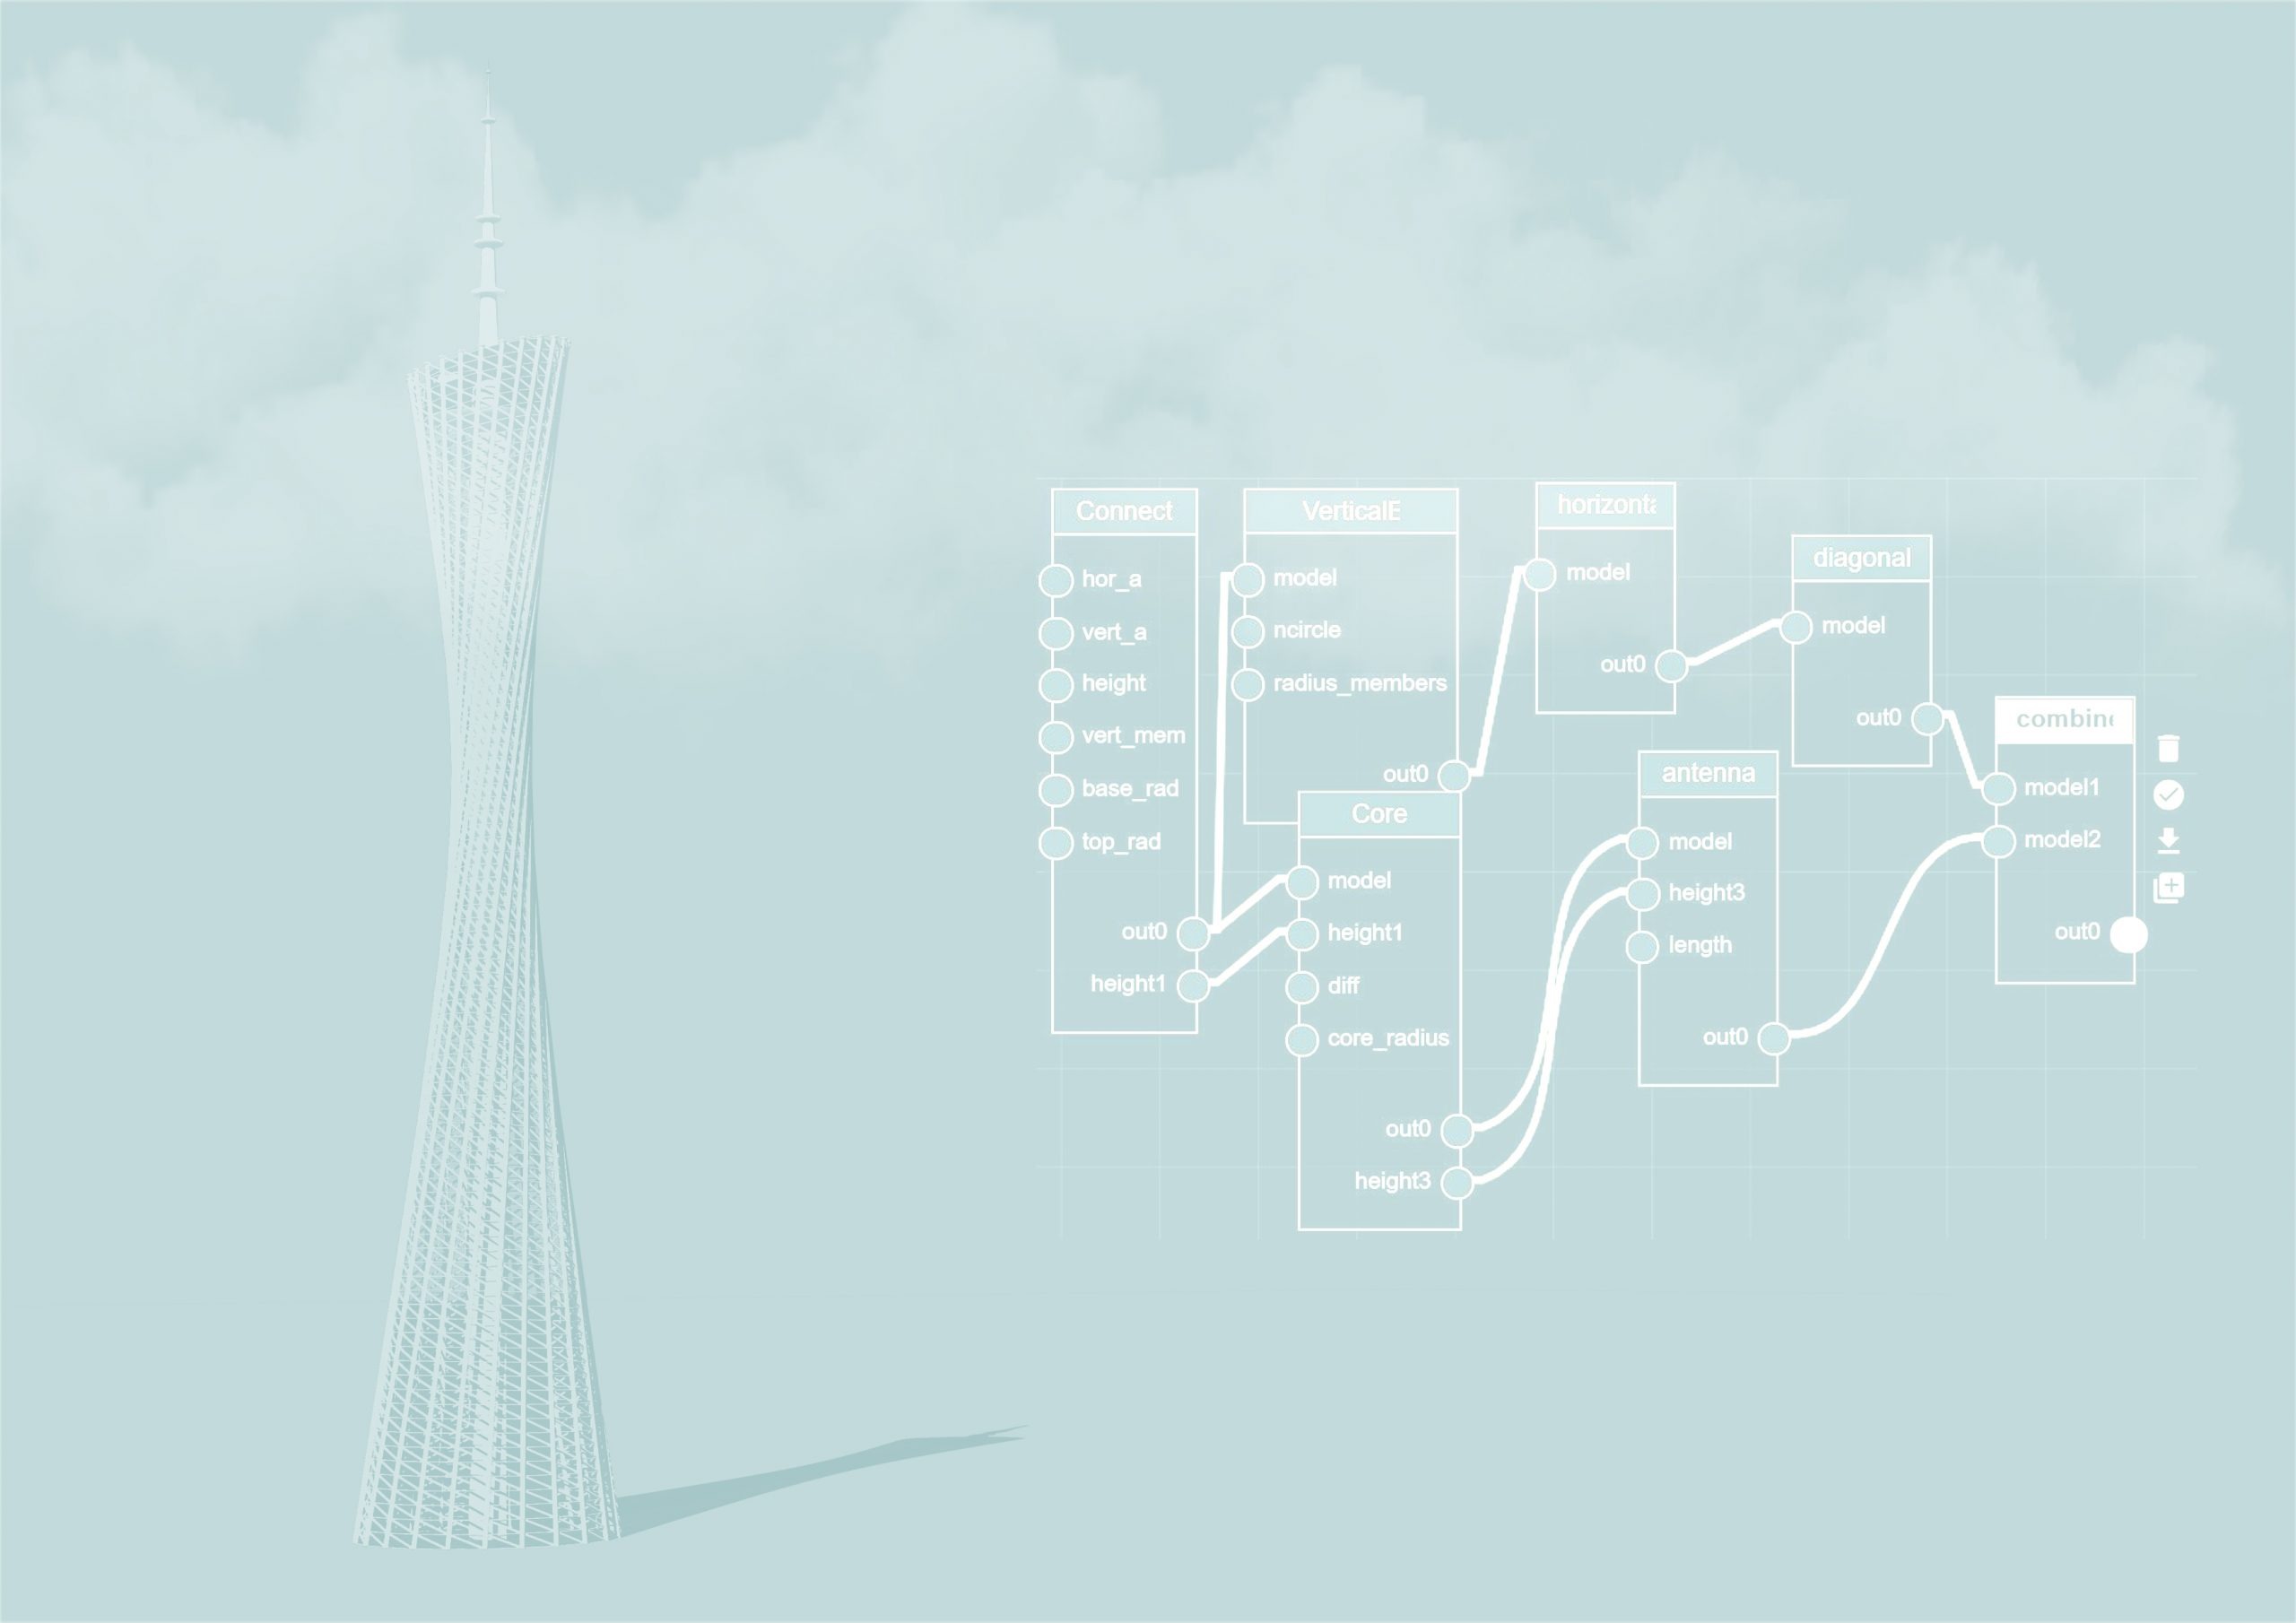 Connect
hor_a
vert_a
height
vert_mem
base_rad
top_rad
out0
height1
VerticalE
model
ncircle
radius_members
out0
Core
model
height1
diff
core_radius
out0
height3
horizonta
model
out0
antenna
model
height3
length
out0
diagonal
model
out0
combine
model1
model2
out0